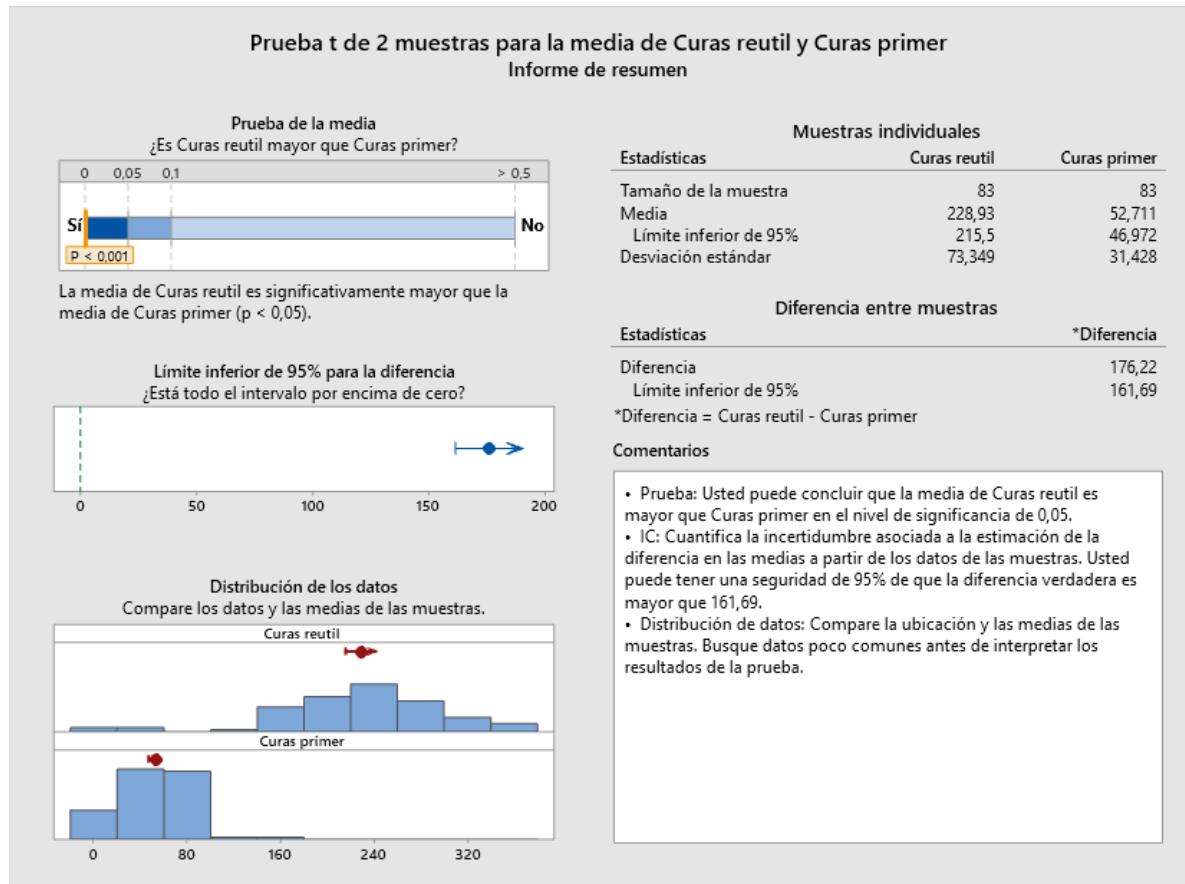 Prueba t de 2 muestras para la media de Curas reutil y Curas primer
Informe de resumen
Prueba de la media
¿Es Curas reutil mayor que Curas primer?
0 0,05 0,1 > 0,5
Sí No
P < 0,001
La media de Curas reutil es significativamente mayor que la
media de Curas primer (p < 0,05).
Límite inferior de 95% para la diferencia
¿Está todo el intervalo por encima de cero?
0 50 100 150 200
Distribución de los datos
Compare los datos y las medias de las muestras.
Curas reutil
Curas primer
0 80 160 240 320
Muestras individuales
Estadísticas Curas reutil Curas primer
Tamaño de la muestra 83 83
Media 228,93 52,711
Límite inferior de 95% 215,5 46,972
Desviación estándar 73,349 31,428
Diferencia entre muestras
Estadísticas *Diferencia
Diferencia 176,22
Límite inferior de 95% 161,69
*Diferencia = Curas reutil - Curas primer
Comentarios
• Prueba: Usted puede concluir que la media de Curas reutil es
mayor que Curas primer en el nivel de significancia de 0,05.
• IC: Cuantifica la incertidumbre asociada a la estimación de la
diferencia en las medias a partir de los datos de las muestras. Usted
puede tener una seguridad de 95% de que la diferencia verdadera es
mayor que 161,69.
• Distribución de datos: Compare la ubicación y las medias de las
muestras. Busque datos poco comunes antes de interpretar los
resultados de la prueba.